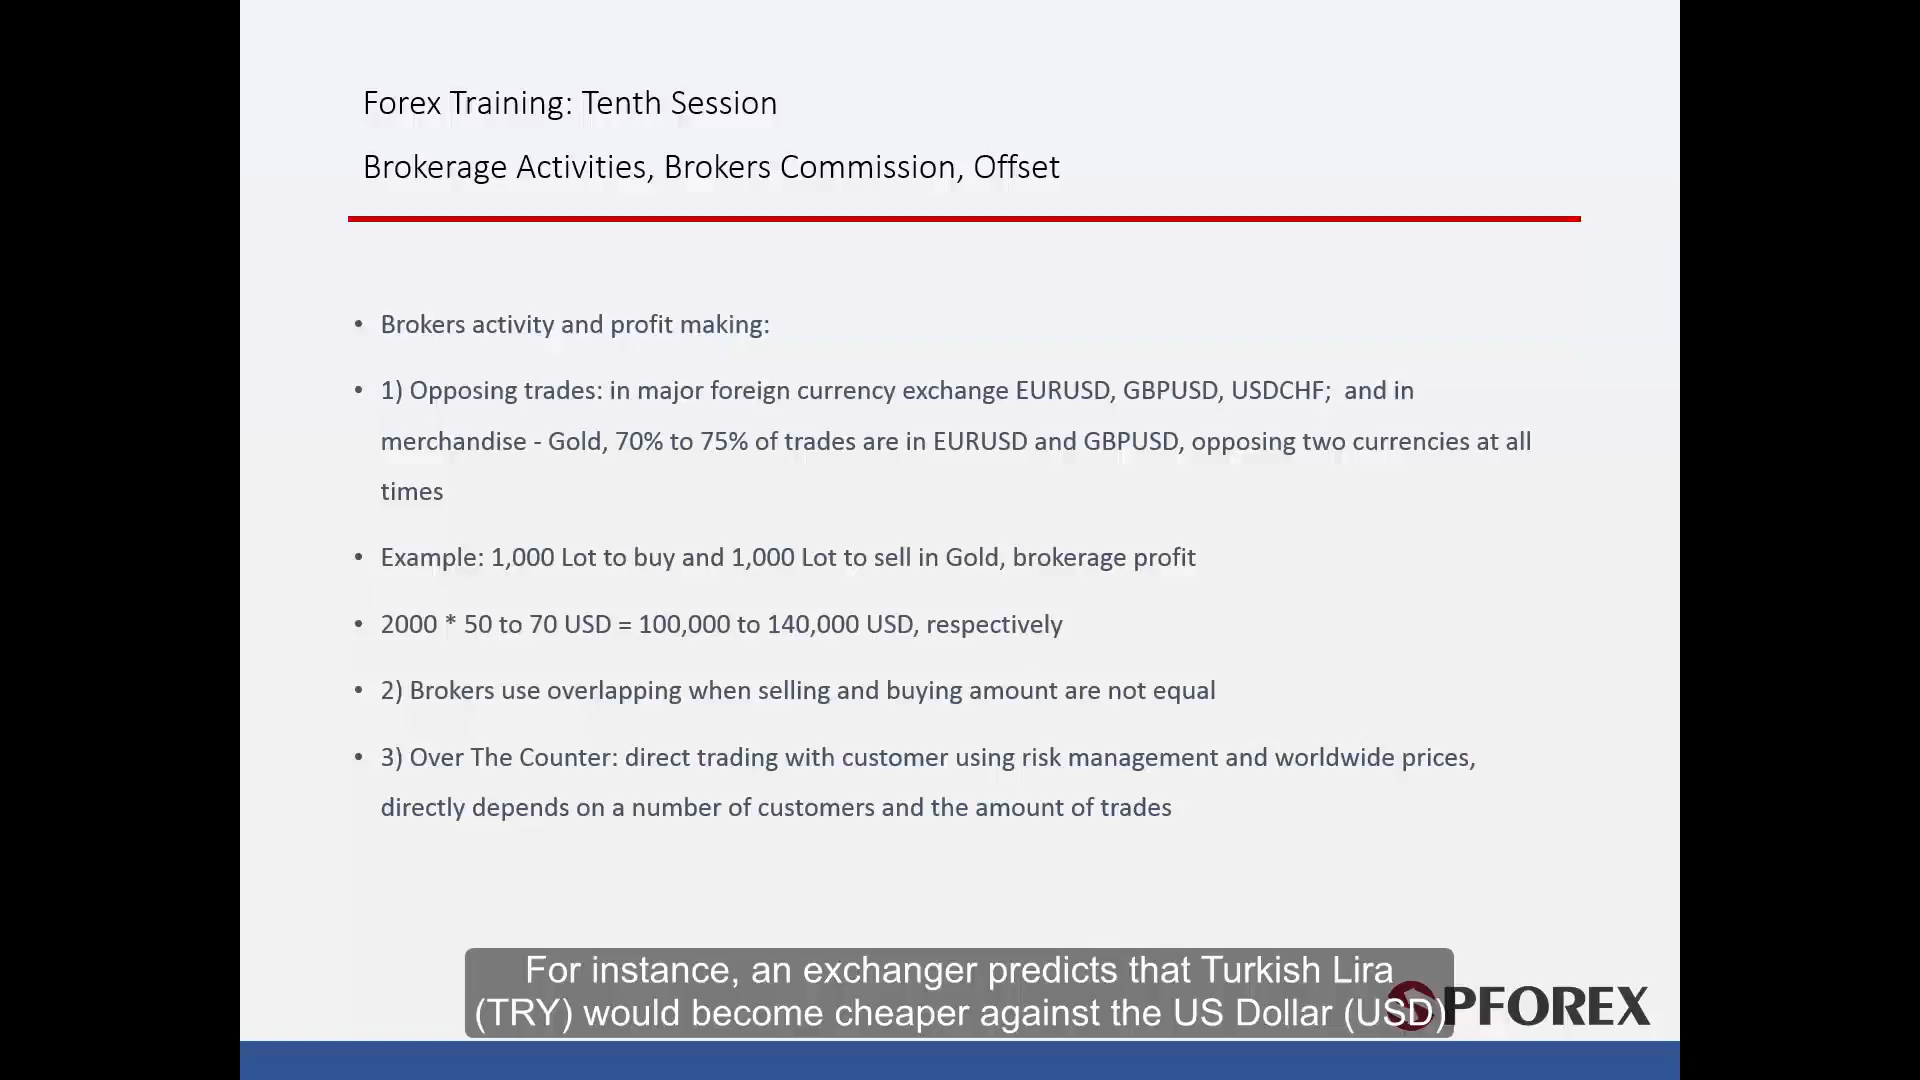 Forex Training: Tenth Session
Brokerage Activities, Brokers Commission, Offset
• Brokers activity and profit making:
• 1) Opposing trades: in major foreign currency exchange EURUSD, GBPUSD, USDCHF;  and in
merchandise - Gold, 70% to 75% of trades are in EURUSD and GBPUSD, opposing two currencies at all
times
• Example: 1,000 Lot to buy and 1,000 Lot to sell in Gold, brokerage profit
• 2000 * 50 to 70 USD = 100,000 to 140,000 USD, respectively
• 2) Brokers use overlapping when selling and buying amount are not equal
• 3) Over The Counter: direct trading with customer using risk management and worldwide prices,
directly depends on a number of customers and the amount of trades
For instance, an exchanger predicts that Turkish Lira
(TRY) would become cheaper against the US Dollar (USD)
PFOREX